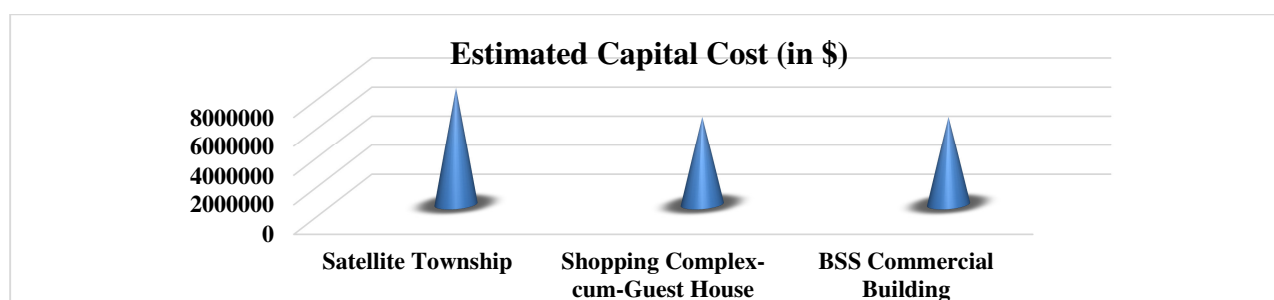 Estimated Capital Cost (in $)
8000000
6000000
4000000
2000000
0
Satellite Township
Shopping Complex-
cum-Guest House
BSS Commercial
Building